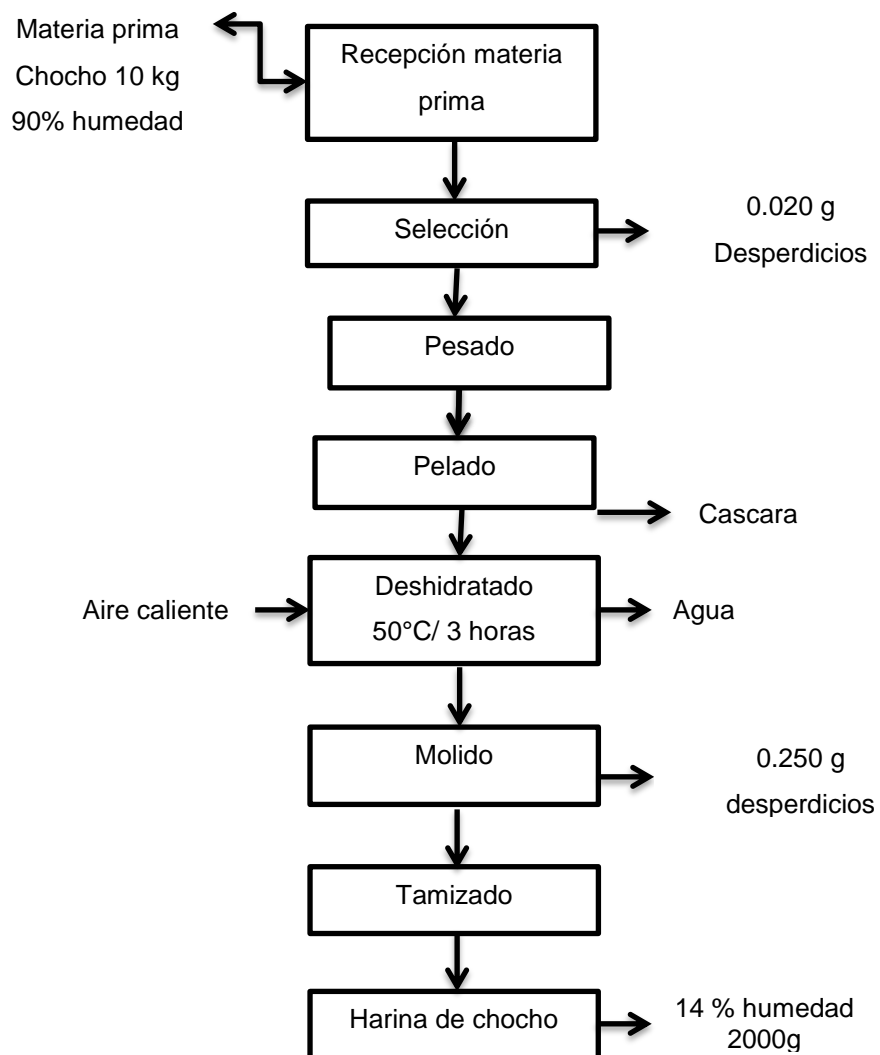 Materia prima
Chocho 10 kg
90% humedad
Recepción materia
prima
Selección
0.020 g
Desperdicios
Pesado
Pelado
Cascara
Aire caliente
Deshidratado
50°C/ 3 horas
Agua
Molido
0.250 g
desperdicios
Tamizado
Harina de chocho
14 % humedad
2000g